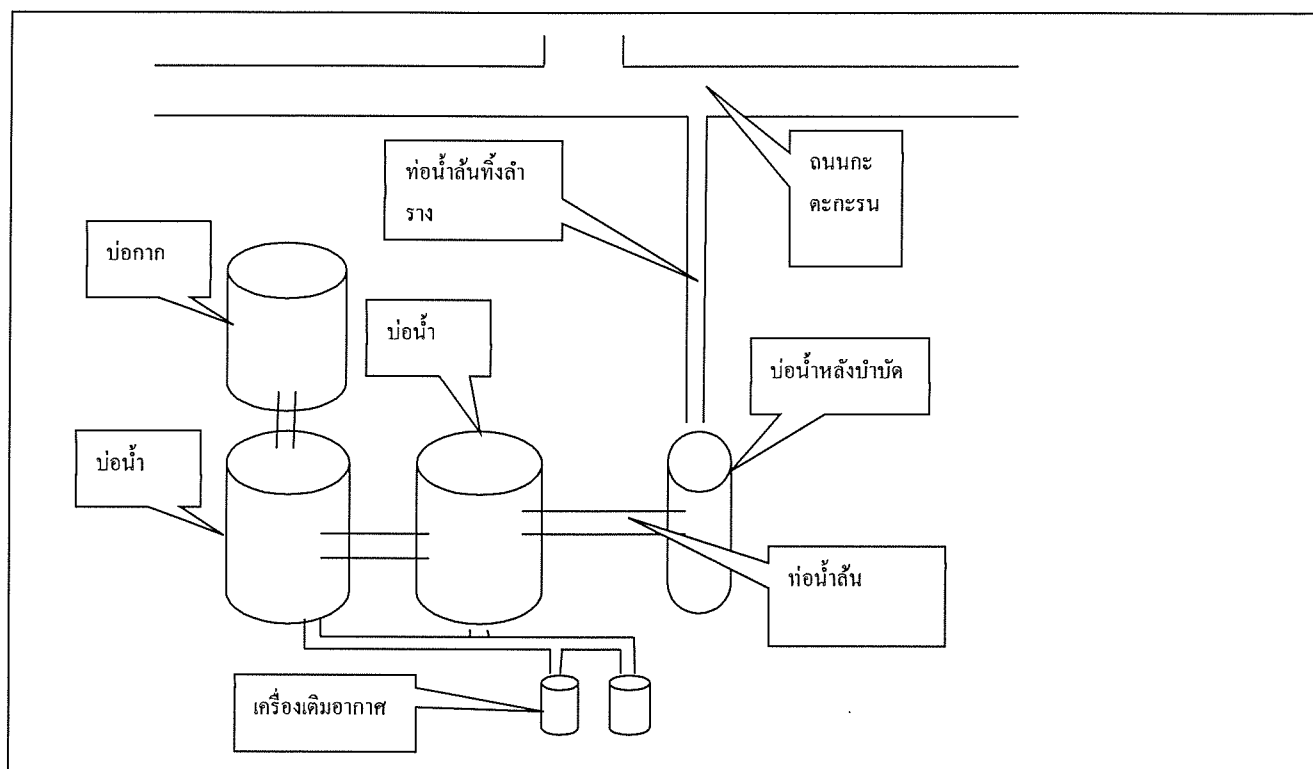 ถนนกะ
ตะกะรน
ท่อน้ำล้นทิ้งลำ
ราง
บ่อกาก
บ่อน้ำ
บ่อน้ำหลังบำบัด
บ่อน้ำ
ท่อน้ำล้น
เครื่องเติมอากาศ